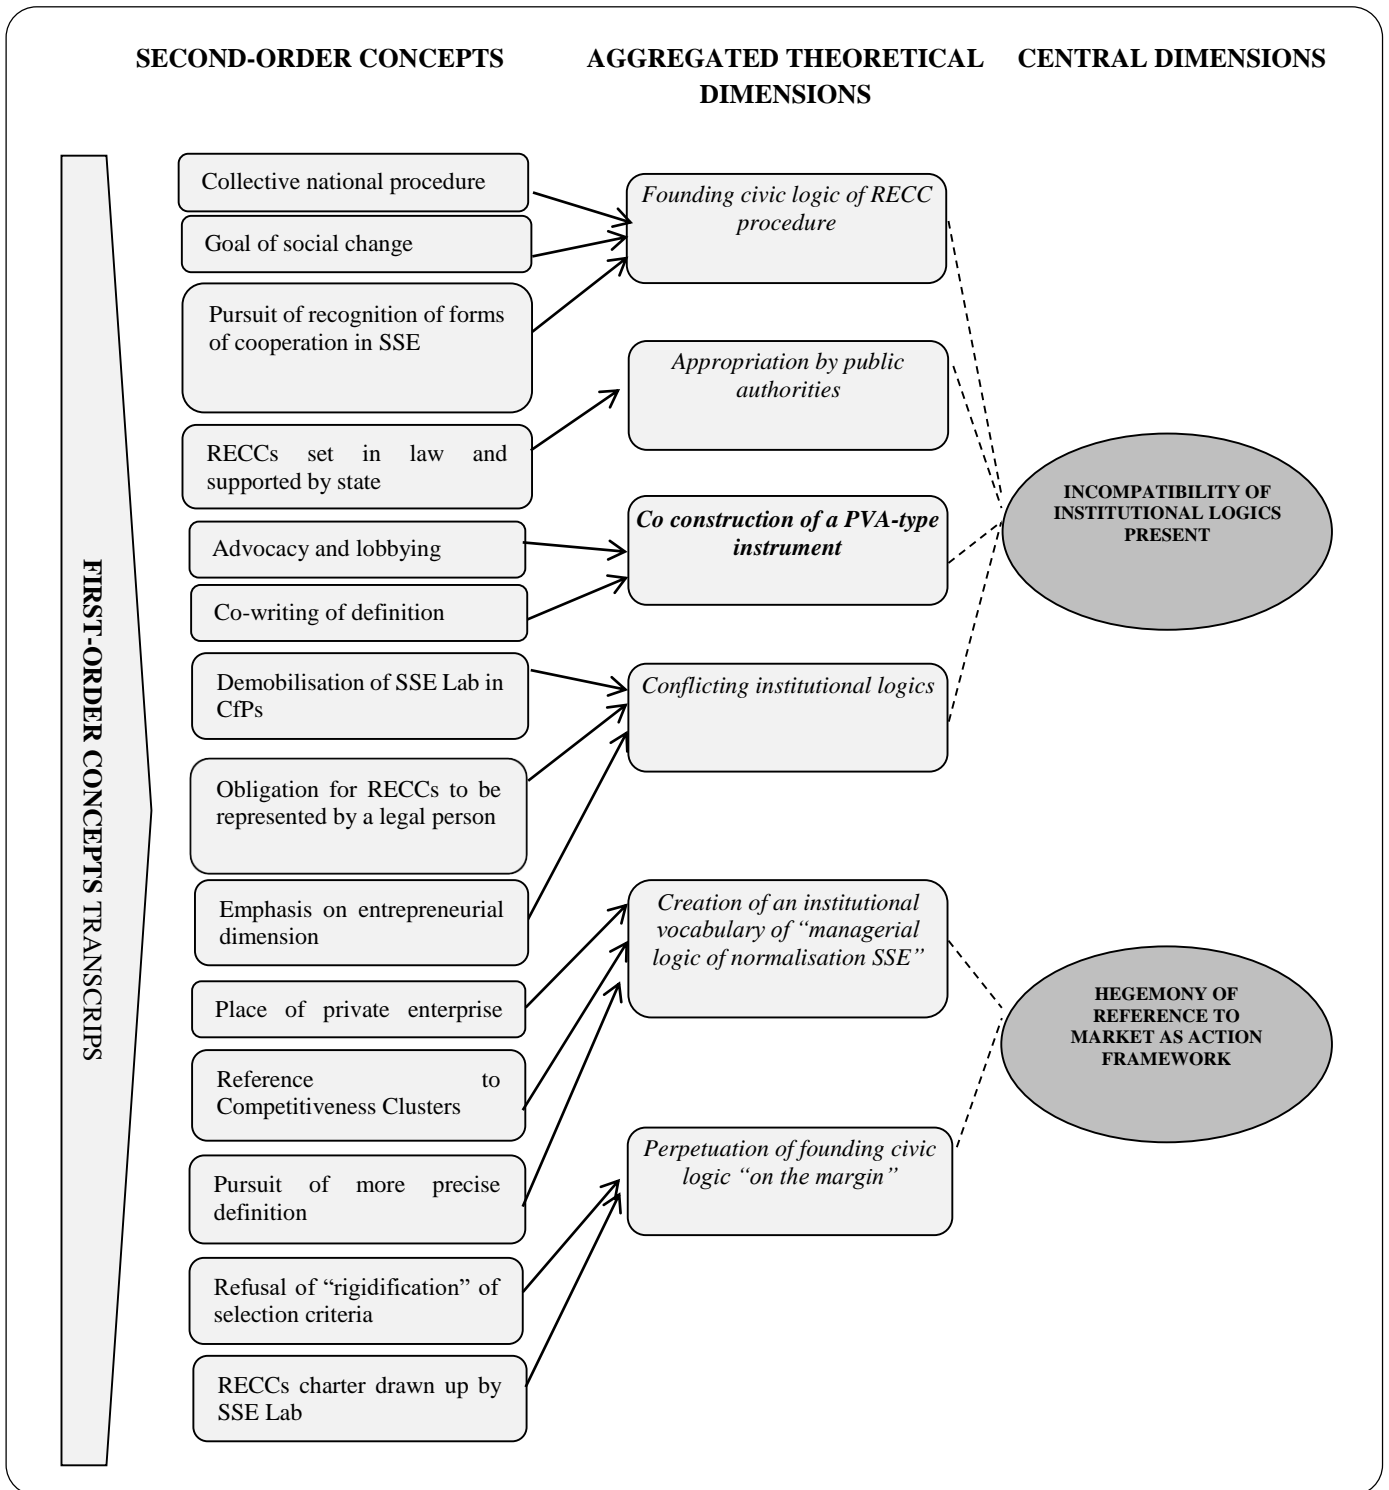 SECOND-ORDER CONCEPTS
AGGREGATED THEORETICAL
DIMENSIONS
CENTRAL DIMENSIONS
FIRST-ORDER CONCEPTS TRANSCRIPS
Collective national procedure
Goal of social change
Pursuit of recognition of forms
of cooperation in SSE
RECCs set in law and
supported by state
Advocacy and lobbying
Co-writing of definition
Demobilisation of SSE Lab in
CfPs
Obligation for RECCs to be
represented by a legal person
Emphasis on entrepreneurial
dimension
Place of private enterprise
Reference to
Competitiveness Clusters
Pursuit of more precise
definition
Refusal of “rigidification” of
selection criteria
RECCs charter drawn up by
SSE Lab
Founding civic logic of RECC
procedure
Appropriation by public
authorities
Co construction of a PVA-type
instrument
Conflicting institutional logics
Creation of an institutional
vocabulary of “managerial
logic of normalisation SSE”
Perpetuation of founding civic
logic “on the margin”
INCOMPATIBILITY OF
INSTITUTIONAL LOGICS
PRESENT
HEGEMONY OF
REFERENCE TO
MARKET AS ACTION
FRAMEWORK